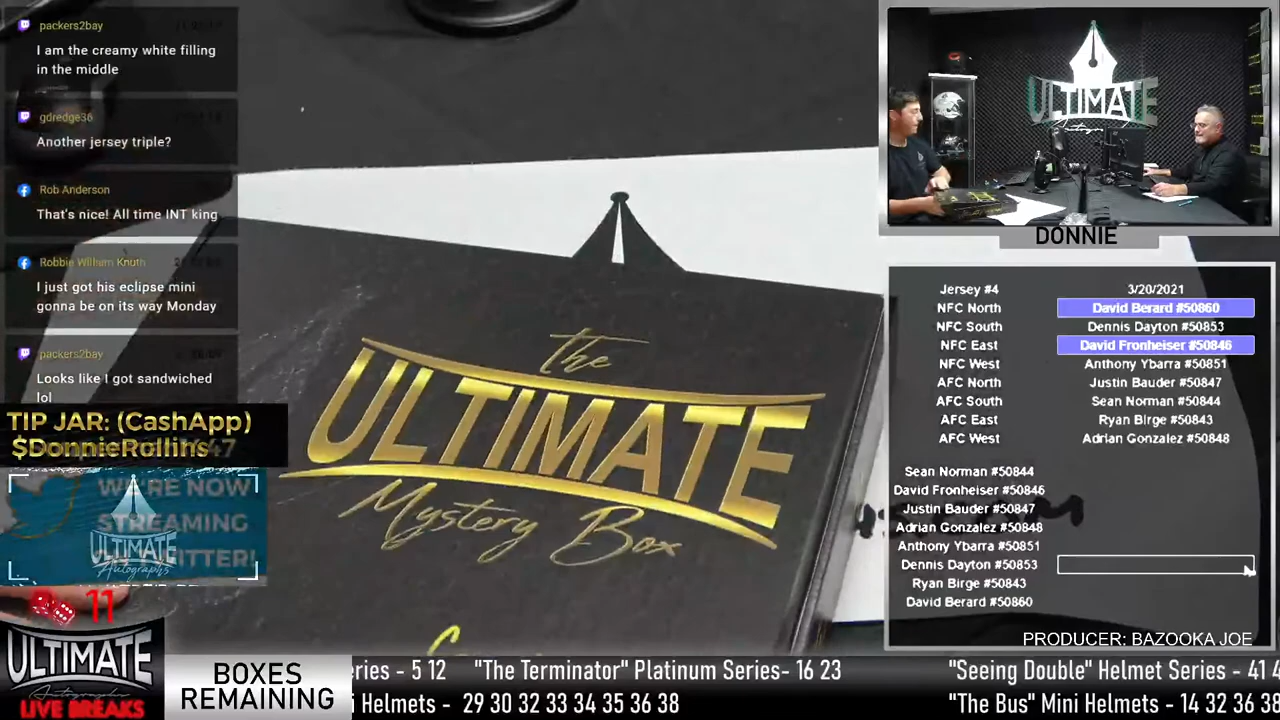 packers2bay
I am the creamy white filling
in the middle
gdredge36
Another jersey triple?
Rob Anderson
That's nice! All time INT king
Robbie William Knuth
I just got his eclipse mini
gonna be on its way Monday
packers2bay
Looks like I got sandwiched
lol
TIP JAR: (CashApp)
$DonnieRollins
WE'RE NOW
STREAMING
ULTIMATE
Autographs
11
ULTIMATE
Autographs
LIVE BREAKS
the
ULTIMATE
Mystery Box
ULTIMATE
Autographs
DONNIE
Jersey #4 3/20/2021
NFC North David Berard #50860
NFC South Dennis Dayton #50853
NFC East David Fronheiser #50846
NFC West Anthony Ybarra #50851
AFC North Justin Bauder #50847
AFC South Sean Norman #50844
AFC East Ryan Birge #50843
AFC West Adrian Gonzalez #50848
Sean Norman #50844
David Fronheiser #50846
Justin Bauder #50847
Adrian Gonzalez #50848
Anthony Ybarra #50851
Dennis Dayton #50853
Ryan Birge #50843
David Berard #50860
PRODUCER: BAZOOKA JOE
BOXES
REMAINING
eries - 5 12 "The Terminator" Platinum Series- 16 23 "Seeing Double" Helmet Series - 41 4
i Helmets - 29 30 32 33 34 35 36 38 "The Bus" Mini Helmets - 14 32 36 38